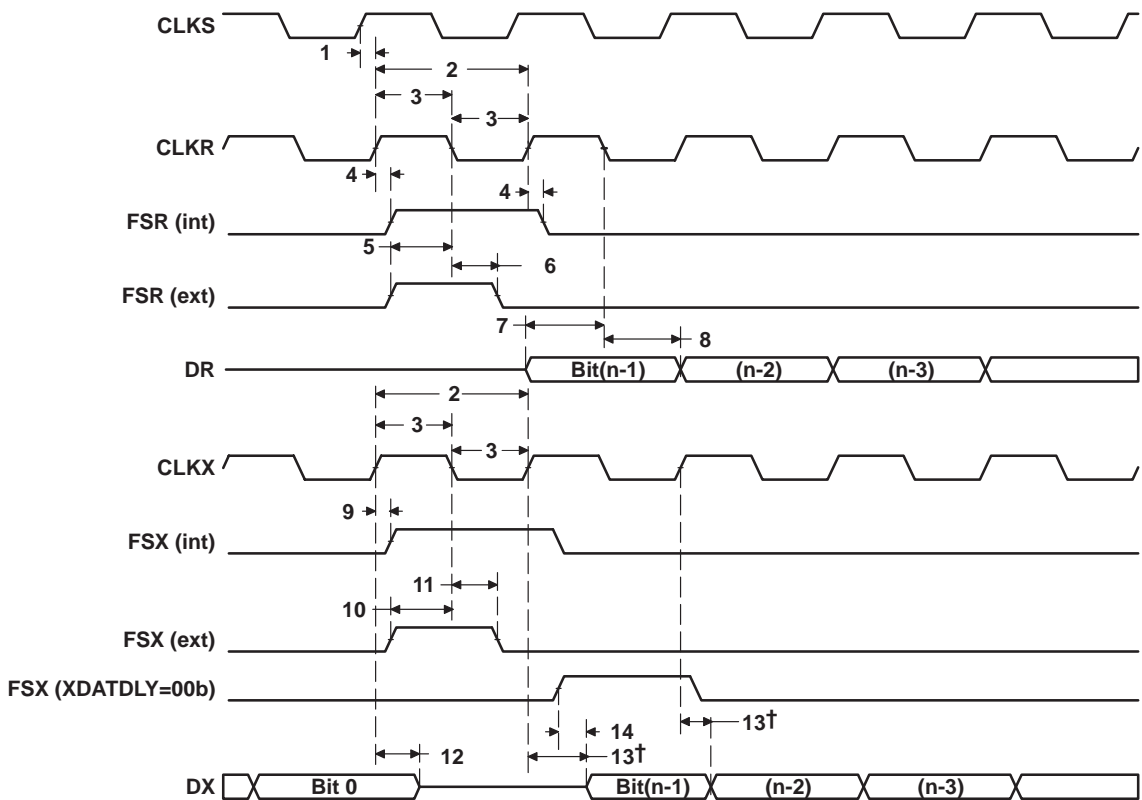 CLKS
1
2
3
3
CLKR
4
4
FSR (int)
5
6
FSR (ext)
7
8
DR
Bit(n-1)
(n-2)
(n-3)
2
3
3
CLKX
9
FSX (int)
11
10
FSX (ext)
FSX (XDATDLY=00b)
13†
14
13†
12
DX
Bit 0
Bit(n-1)
(n-2)
(n-3)